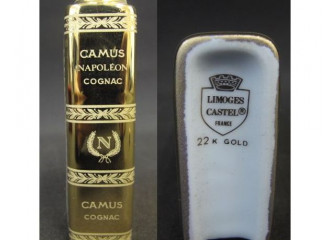 CAMUS
NAPOLÉON
COGNAC
N
CAMUS
COGNAC
LIMOGES
CASTEL®
FRANCE
22 K GOLD